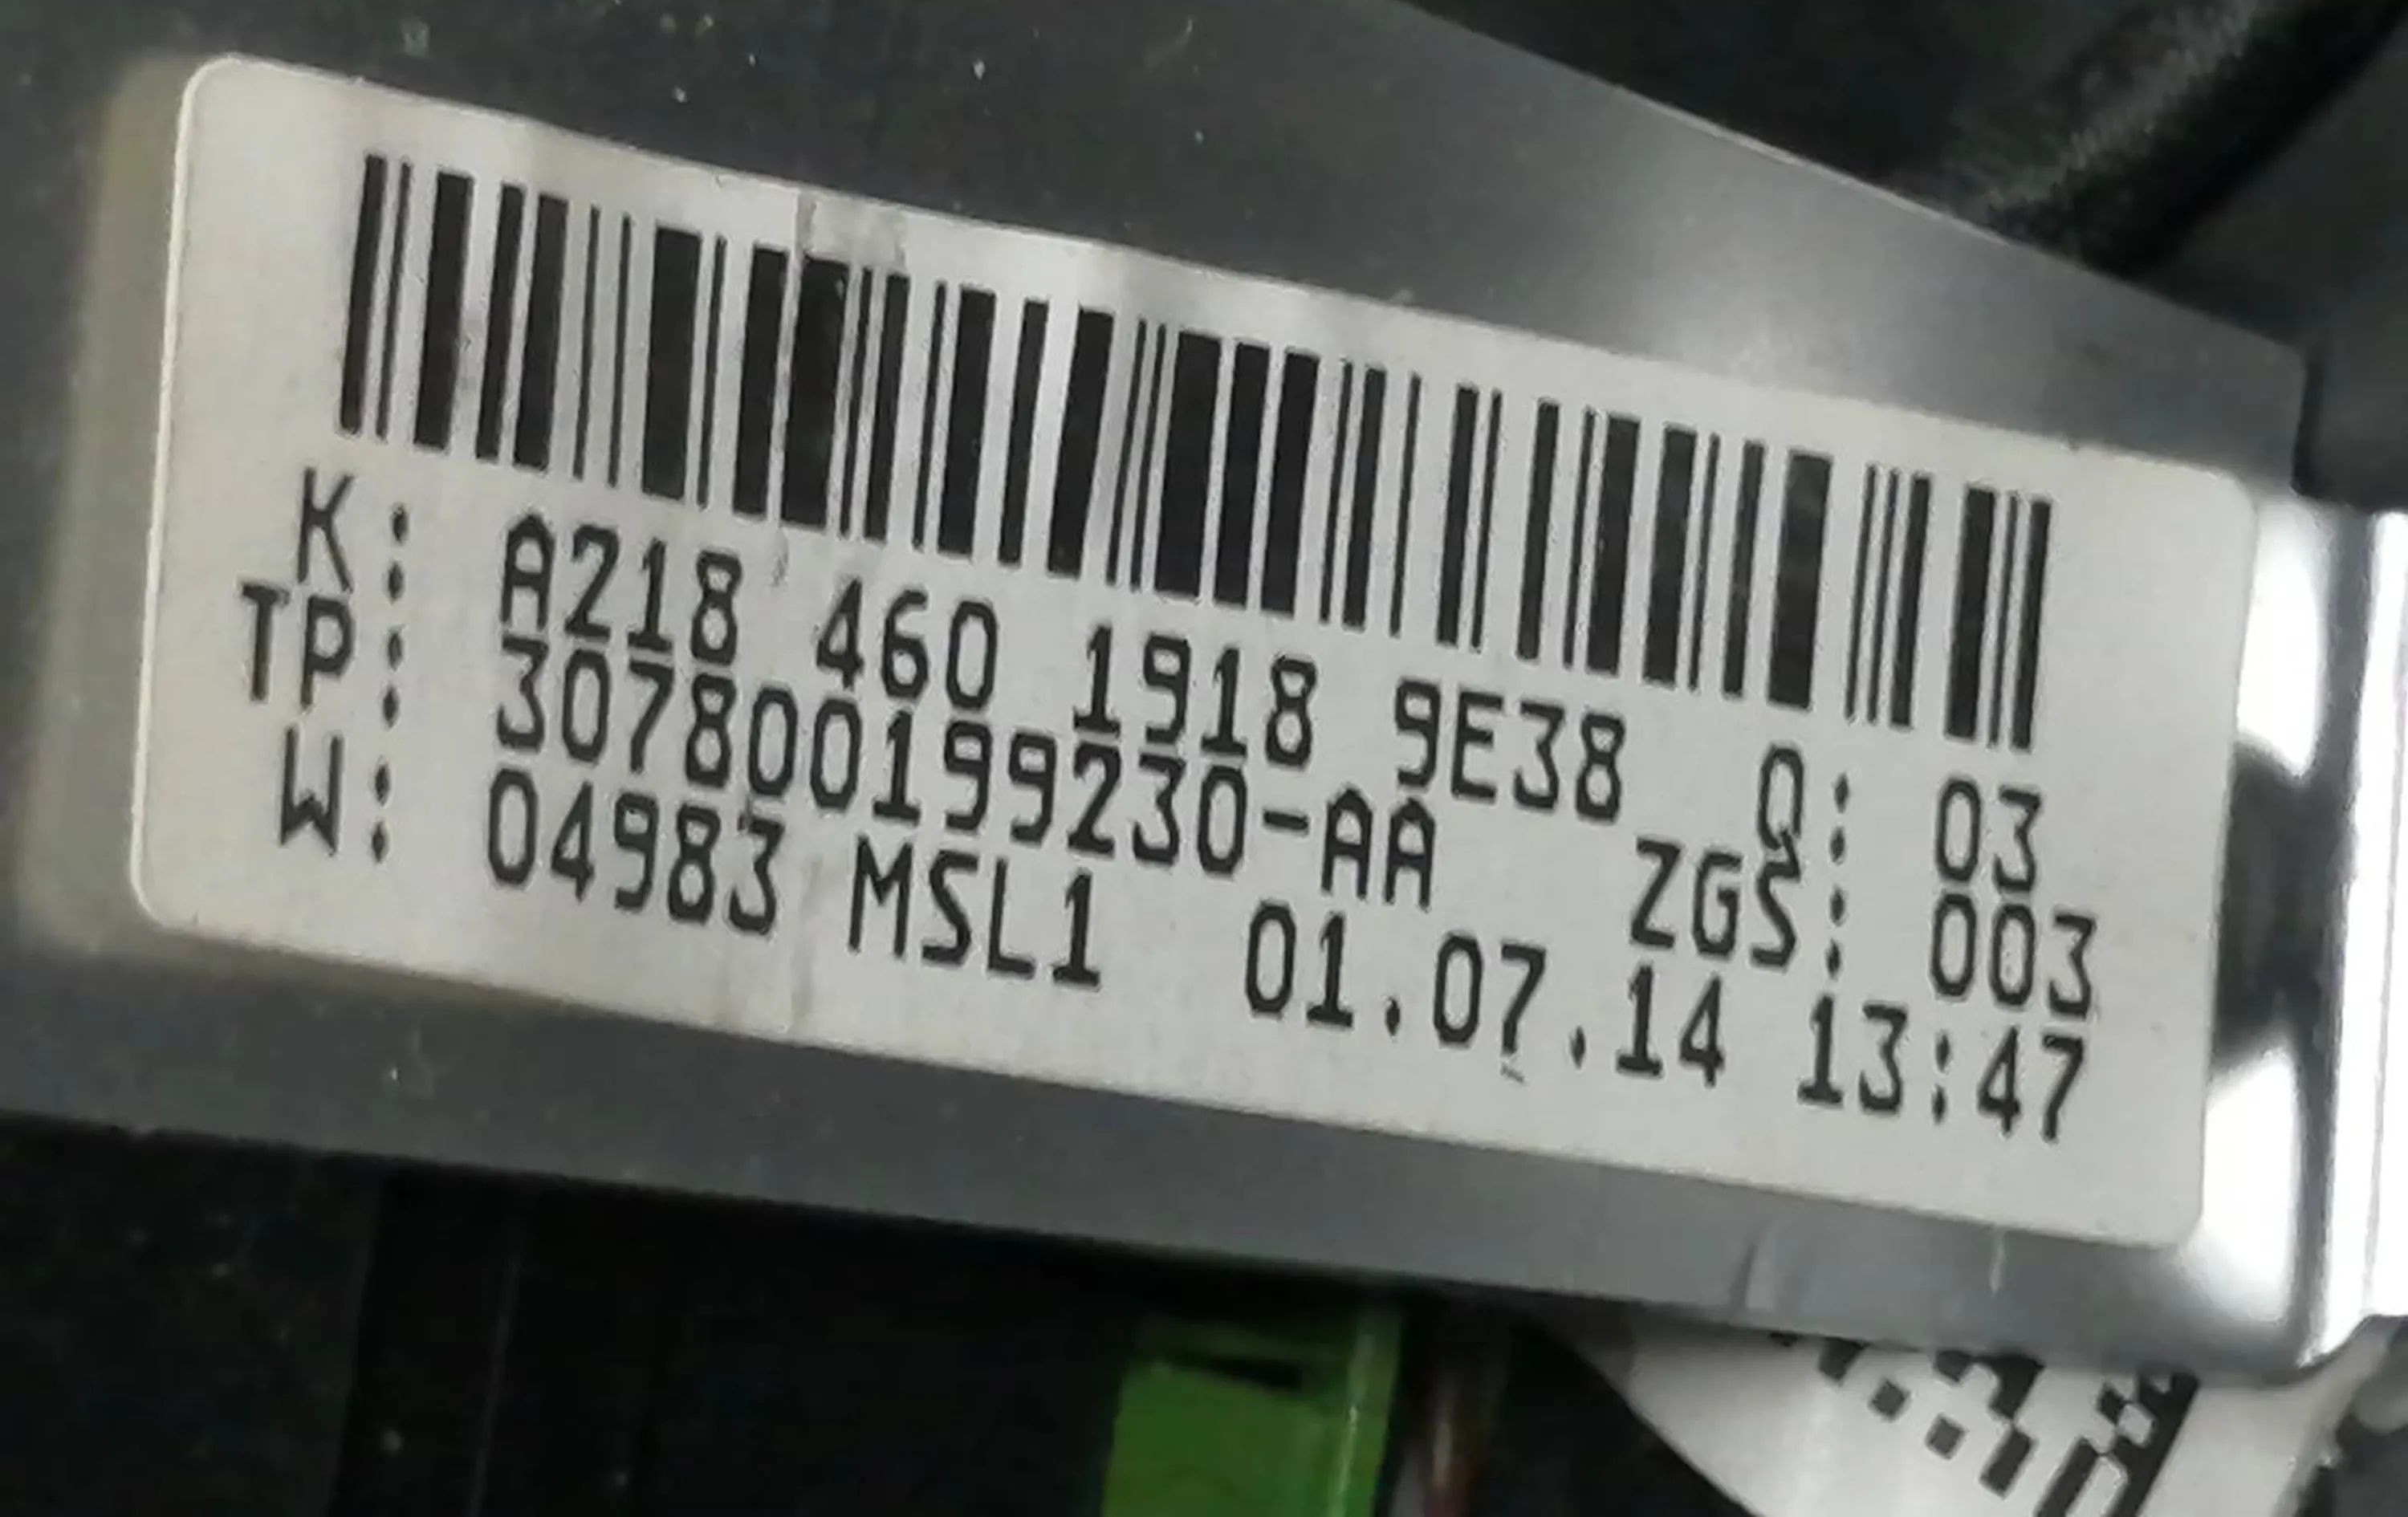 K: A218 460 1918 9E38 Q: 03
TP: 307800199230-AA ZGS: 003
W: 04983 MSL1 01.07.14 13:47